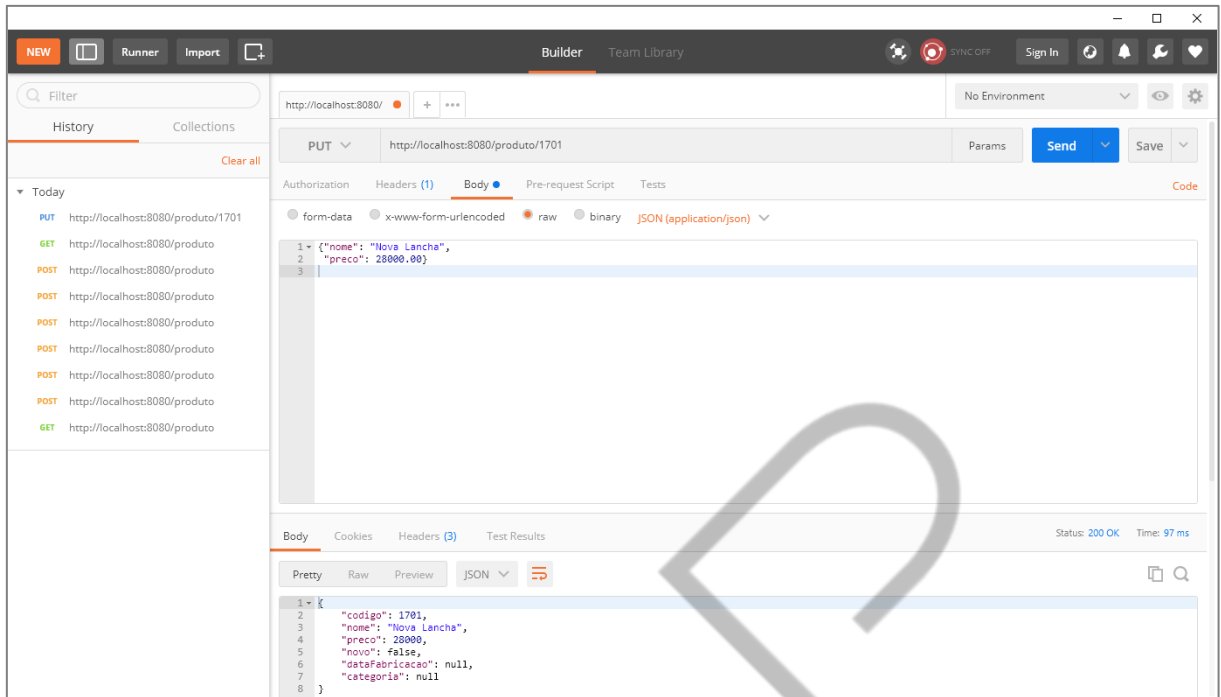 NEW Runner Import Builder Team Library SYNC OFF Sign In
Filter
History Collections
Clear all
Today
PUT http://localhost:8080/produto/1701
GET http://localhost:8080/produto
POST http://localhost:8080/produto
POST http://localhost:8080/produto
POST http://localhost:8080/produto
POST http://localhost:8080/produto
POST http://localhost:8080/produto
POST http://localhost:8080/produto
GET http://localhost:8080/produto
http://localhost:8080/ + ••• No Environment
PUT http://localhost:8080/produto/1701 Params Send Save
Authorization Headers (1) Body Pre-request Script Tests Code
form-data x-www-form-urlencoded raw binary JSON (application/json)
1 {"nome": "Nova Lancha",
2 "preco": 28000.00}
3
Body Cookies Headers (3) Test Results Status: 200 OK Time: 97 ms
Pretty Raw Preview JSON
1 {
2 "codigo": 1701,
3 "nome": "Nova Lancha",
4 "preco": 28000,
5 "novo": false,
6 "dataFabricacao": null,
7 "categoria": null
8 }